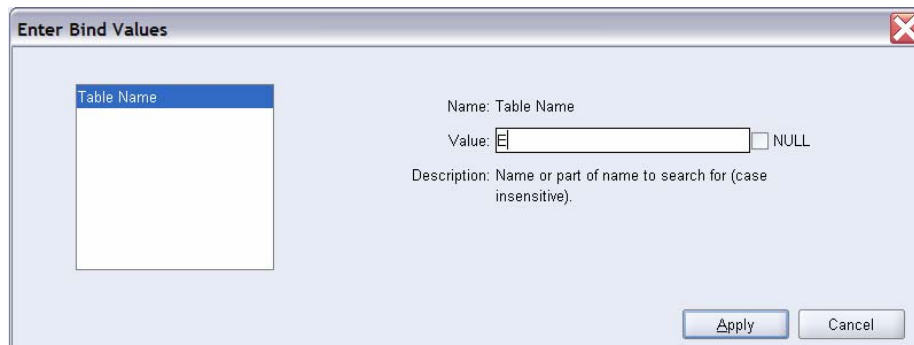 Enter Bind Values
Table Name
Name: Table Name
Value: E
NULL
Description: Name or part of name to search for (case
insensitive).
Apply
Cancel